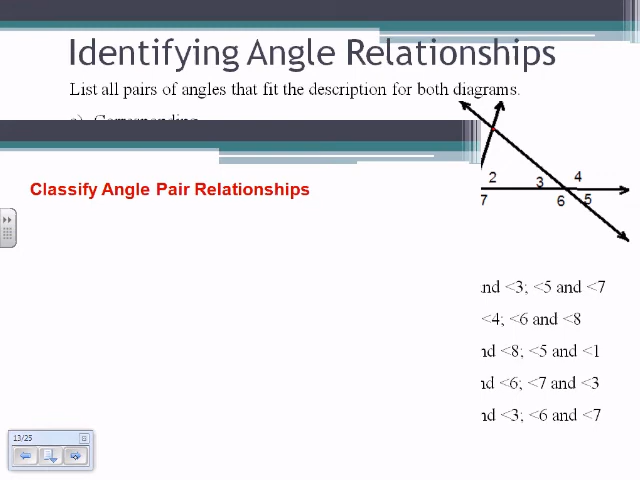 Identifying Angle Relationships
List all pairs of angles that fit the description for both diagrams.
a) Corresponding
Classify Angle Pair Relationships
2
3
4
7
6
5
and <3; <5 and <7
<4; <6 and <8
nd <8; <5 and <1
nd <6; <7 and <3
nd <3; <6 and <7
13/25